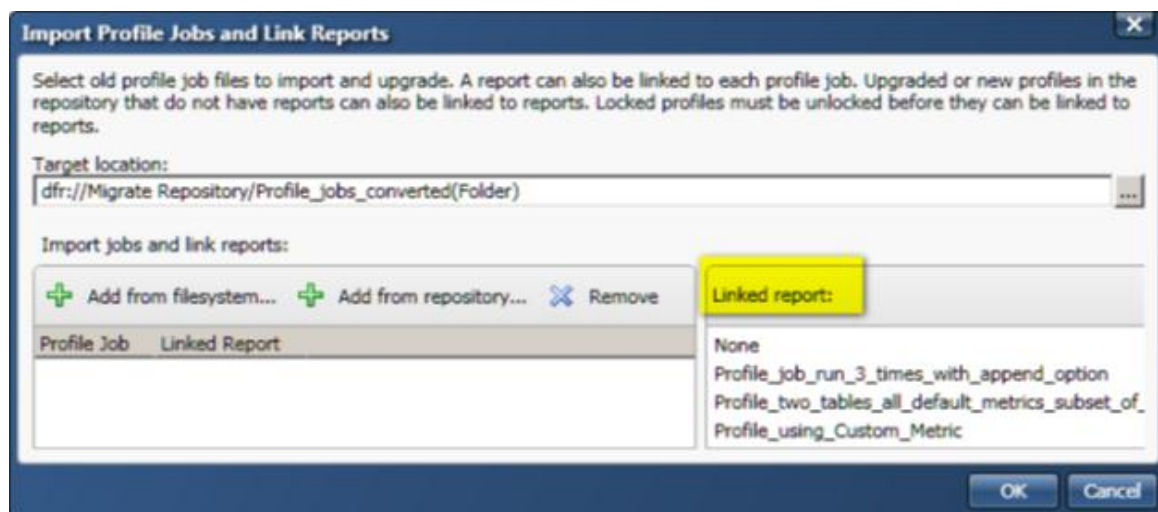 Import Profile Jobs and Link Reports
Select old profile job files to import and upgrade. A report can also be linked to each profile job. Upgraded or new profiles in the
repository that do not have reports can also be linked to reports. Locked profiles must be unlocked before they can be linked to
reports.
Target location:
dfr://Migrate Repository/Profile_jobs_converted(Folder)
...
Import jobs and link reports:
Add from filesystem... Add from repository... Remove
Linked report:
Profile Job Linked Report
None
Profile_job_run_3_times_with_append_option
Profile_two_tables_all_default_metrics_subset_of_
Profile_using_Custom_Metric
OK Cancel